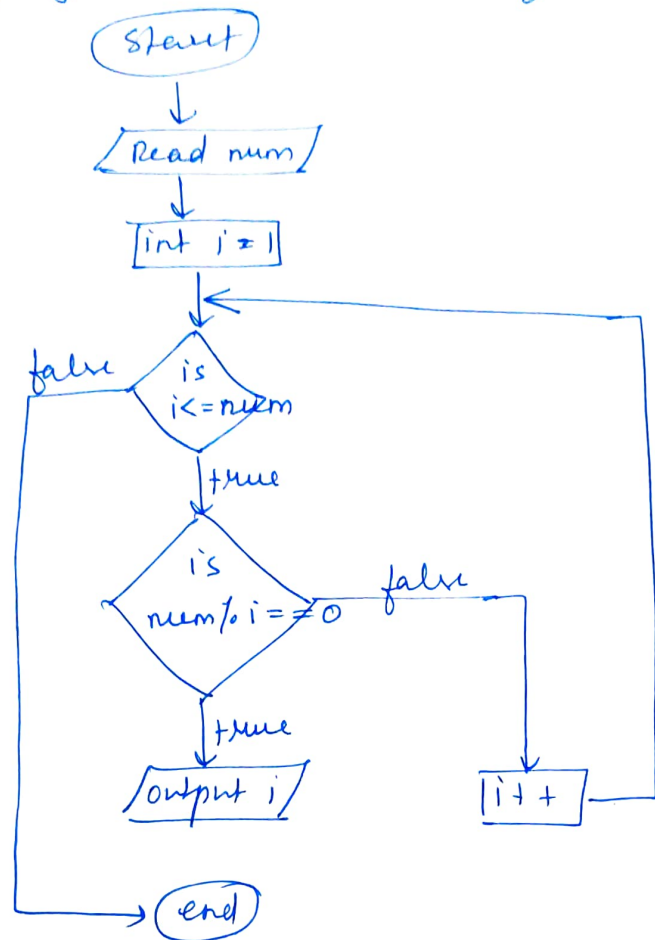 Start
Read num
int i = 1
false
is
i<=num
true
is
num % i == 0
false
true
output i
i++
end